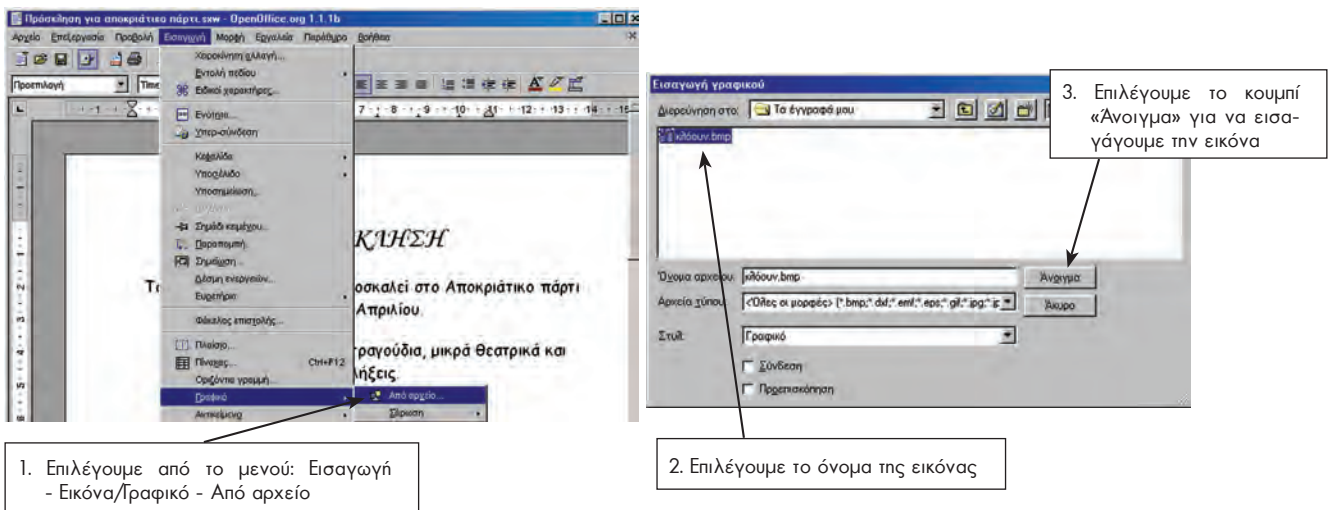 Πρόσκληση για αποκριάτικο πάρτι.sxw - OpenOffice.org 1.1.1b
Αρχείο Επεξεργασία Προβολή Εισαγωγή Μορφή Εργαλεία Παράθυρο Βοήθεια
Προεπιλογή Time
Χειροκίνητη αλλαγή...
Εντολή πεδίου
Ειδικοί χαρακτήρες...
Ενότητα...
Υπερ-σύνδεση
Κεφαλίδα
Υποσέλιδο
Υποσημείωση...
Σημάδι κειμένου...
Παραπομπή
Σημείωση...
Δέσμη ενεργειών...
Ευρετήρια
Φάκελος επιστολής...
Πλαίσιο...
Πίνακας... Ctrl+F12
Οριζόντια γραμμή...
Γραφικό
Από αρχείο...
Αντικείμενο
Σάρωση
ΚΛΗΣΗ
Τ οσκαλεί στο Αποκριάτικο πάρτι
Απριλίου.
ραγούδια, μικρά θεατρικά και
λήξεις.
1. Επιλέγουμε από το μενού: Εισαγωγή
- Εικόνα/Γραφικό - Από αρχείο
Εισαγωγή γραφικού
Διερεύνηση στο: Τα έγγραφά μου
κλόουν.bmp
Όνομα αρχείου: κλόουν.bmp
Άνοιγμα
Αρχεία τύπου: <Όλες οι μορφές> (*.bmp;*.dxf;*.emf;*.eps;*.gif;*.jpg;*.jp
Άκυρο
Στυλ: Γραφικό
Σύνδεση
Προεπισκόπηση
3. Επιλέγουμε το κουμπί
«Άνοιγμα» για να εισα-
γάγουμε την εικόνα
2. Επιλέγουμε το όνομα της εικόνας